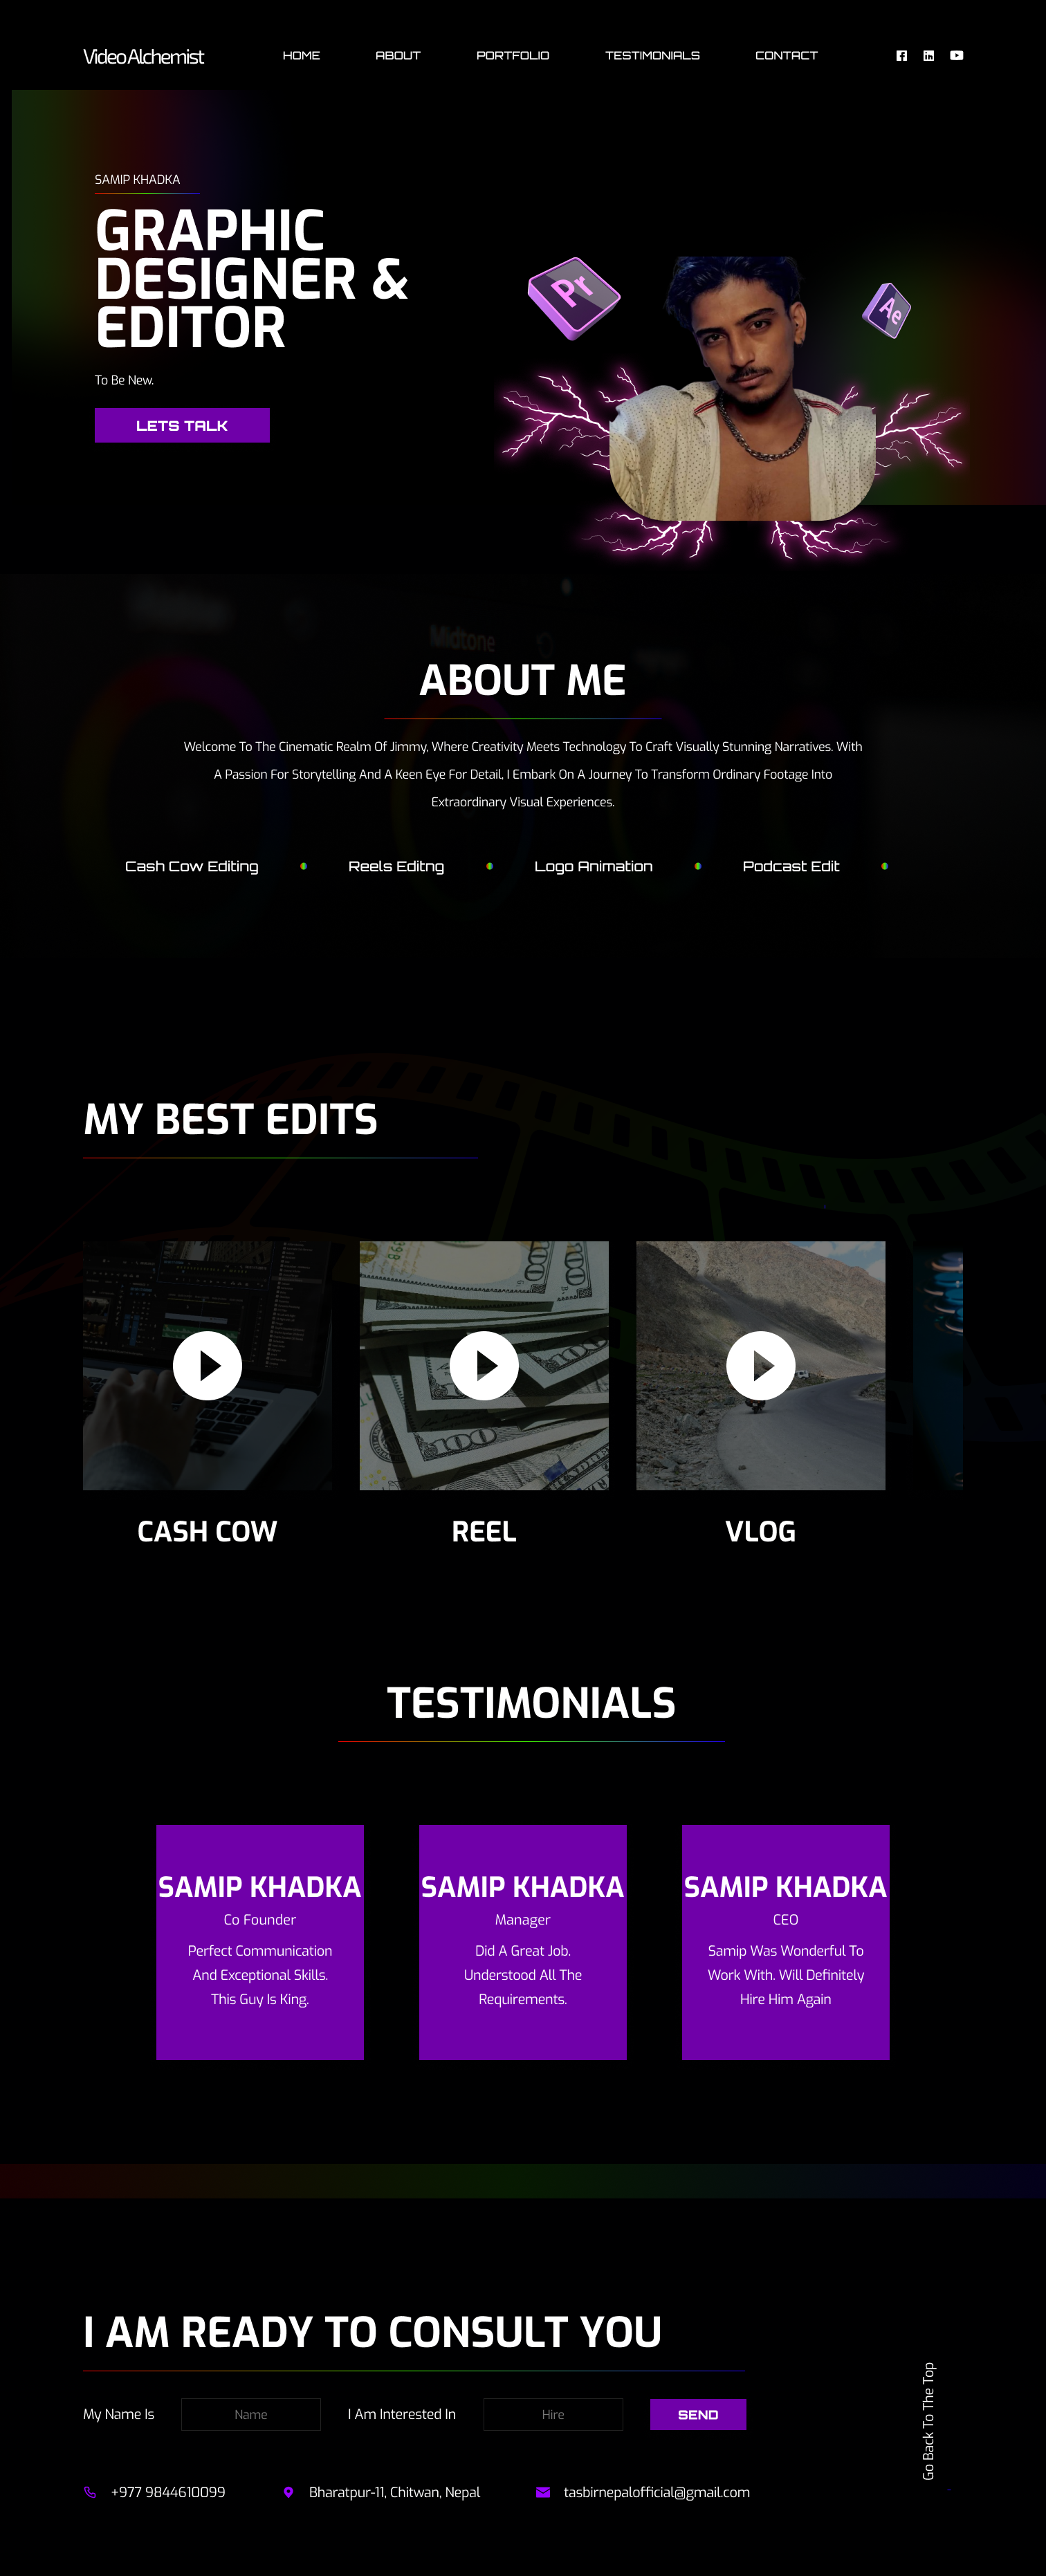 Video Alchemist
HOME
ABOUT
PORTFOLIO
TESTIMONIALS
CONTACT
SAMIP KHADKA
GRAPHIC
DESIGNER &
EDITOR
To Be New.
LETS TALK
Pr
Ae
Midtone
ABOUT ME
Welcome To The Cinematic Realm Of Jimmy, Where Creativity Meets Technology To Craft Visually Stunning Narratives. With
A Passion For Storytelling And A Keen Eye For Detail, I Embark On A Journey To Transform Ordinary Footage Into
Extraordinary Visual Experiences.
Cash Cow Editing
Reels Editng
Logo Animation
Podcast Edit
MY BEST EDITS
100
100
CASH COW
REEL
VLOG
TESTIMONIALS
SAMIP KHADKA
Co Founder
Perfect Communication
And Exceptional Skills.
This Guy Is King.
SAMIP KHADKA
Manager
Did A Great Job.
Understood All The
Requirements.
SAMIP KHADKA
CEO
Samip Was Wonderful To
Work With. Will Definitely
Hire Him Again
I AM READY TO CONSULT YOU
My Name Is
Name
I Am Interested In
Hire
SEND
Go Back To The Top
+977 9844610099
Bharatpur-11, Chitwan, Nepal
tasbirnepalofficial@gmail.com